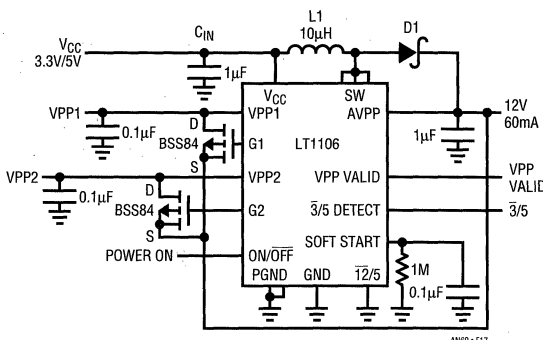 L1
10µH
D1
CIN
VCC
3.3V/5V
1µF
VCC
SW
VPP1
D
VPP1
AVPP
12V
60mA
0.1µF
BSS84
G1
LT1106
1µF
S
VPP2
VPP2
VPP VALID
VPP
VALID
0.1µF
D
BSS84
G2
3/5 DETECT
3/5
S
SOFT START
POWER ON
ON/OFF
1M
PGND
GND
12/5
0.1µF